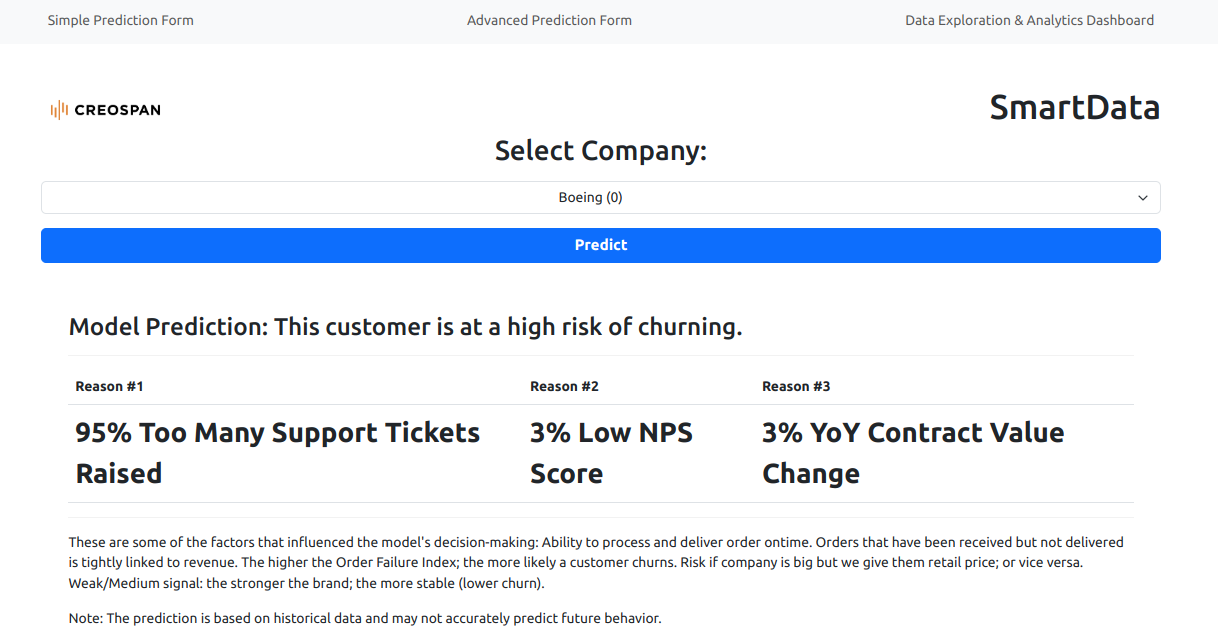 Simple Prediction Form
Advanced Prediction Form
Data Exploration & Analytics Dashboard
CREOSPAN
SmartData
Select Company:
Boeing (0)
Predict
Model Prediction: This customer is at a high risk of churning.
Reason #1
Reason #2
Reason #3
95% Too Many Support Tickets
Raised
3% Low NPS
Score
3% YoY Contract Value
Change
These are some of the factors that influenced the model's decision-making: Ability to process and deliver order ontime. Orders that have been received but not delivered
is tightly linked to revenue. The higher the Order Failure Index; the more likely a customer churns. Risk if company is big but we give them retail price; or vice versa.
Weak/Medium signal: the stronger the brand; the more stable (lower churn).
Note: The prediction is based on historical data and may not accurately predict future behavior.